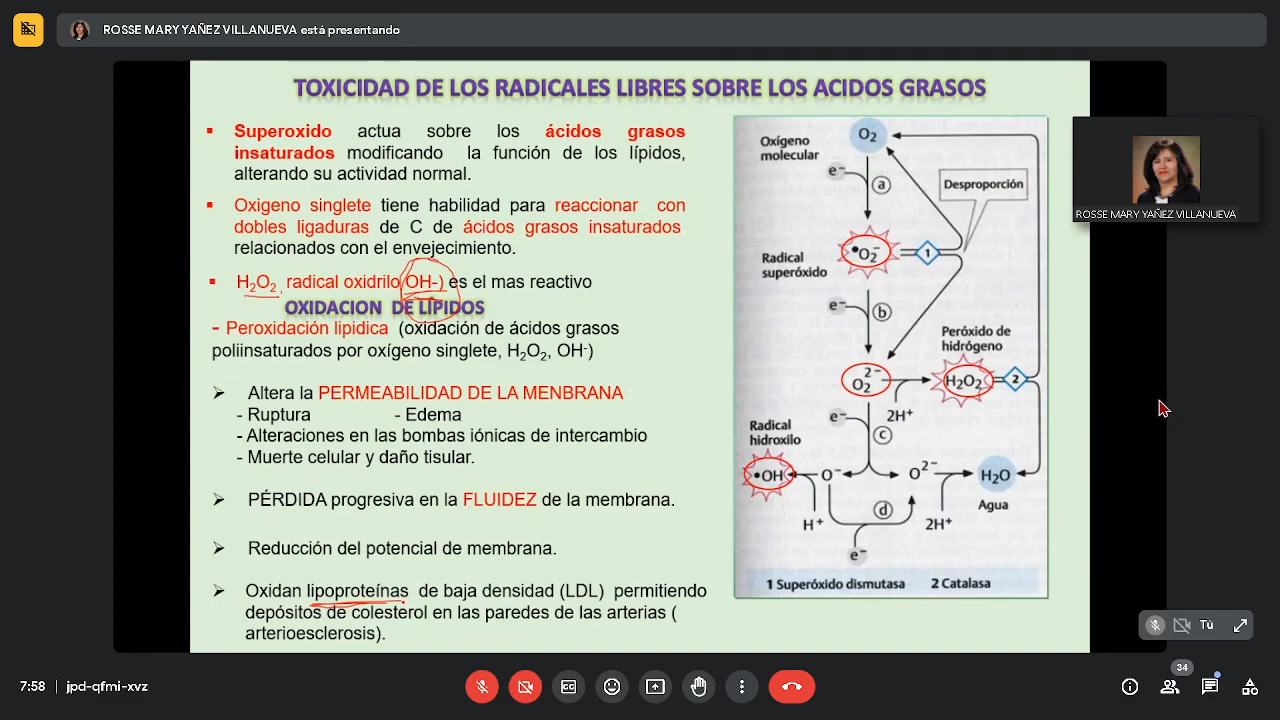 ROSSE MARY YAÑEZ VILLANUEVA está presentando
TOXICIDAD DE LOS RADICALES LIBRES SOBRE LOS ACIDOS GRASOS
▪ Superoxido actua sobre los ácidos grasos
insaturados modificando la función de los lípidos,
alterando su actividad normal.
▪ Oxigeno singlete tiene habilidad para reaccionar con
dobles ligaduras de C de ácidos grasos insaturados
relacionados con el envejecimiento.
▪ H₂O₂, radical oxidrilo(OH-) es el mas reactivo
OXIDACION DE LÍPIDOS
- Peroxidación lipidica (oxidación de ácidos grasos
poliinsaturados por oxígeno singlete, H₂O₂, OH⁻)
➢ Altera la PERMEABILIDAD DE LA MENBRANA :
- Ruptura - Edema
- Alteraciones en las bombas iónicas de intercambio
- Muerte celular y daño tisular.
➢ PÉRDIDA progresiva en la FLUIDEZ de la membrana.
➢ Reducción del potencial de membrana.
➢ Oxidan lipoproteínas de baja densidad (LDL) permitiendo
depósitos de colesterol en las paredes de las arterias (
arterioesclerosis).
O₂
Oxígeno
molecular
e⁻
a
Desproporción
•O₂⁻
1
Radical
superóxido
e⁻
b
Peróxido de
hidrógeno
O₂²⁻
H₂O₂
2
2H⁺
e⁻
c
Radical
hidroxilo
•OH
O⁻
O²⁻
H₂O
Agua
H⁺
d
2H⁺
e⁻
1 Superóxido dismutasa 2 Catalasa
ROSSE MARY YAÑEZ VILLANUEVA
Tú
7:58 | jpd-qfmi-xvz
34